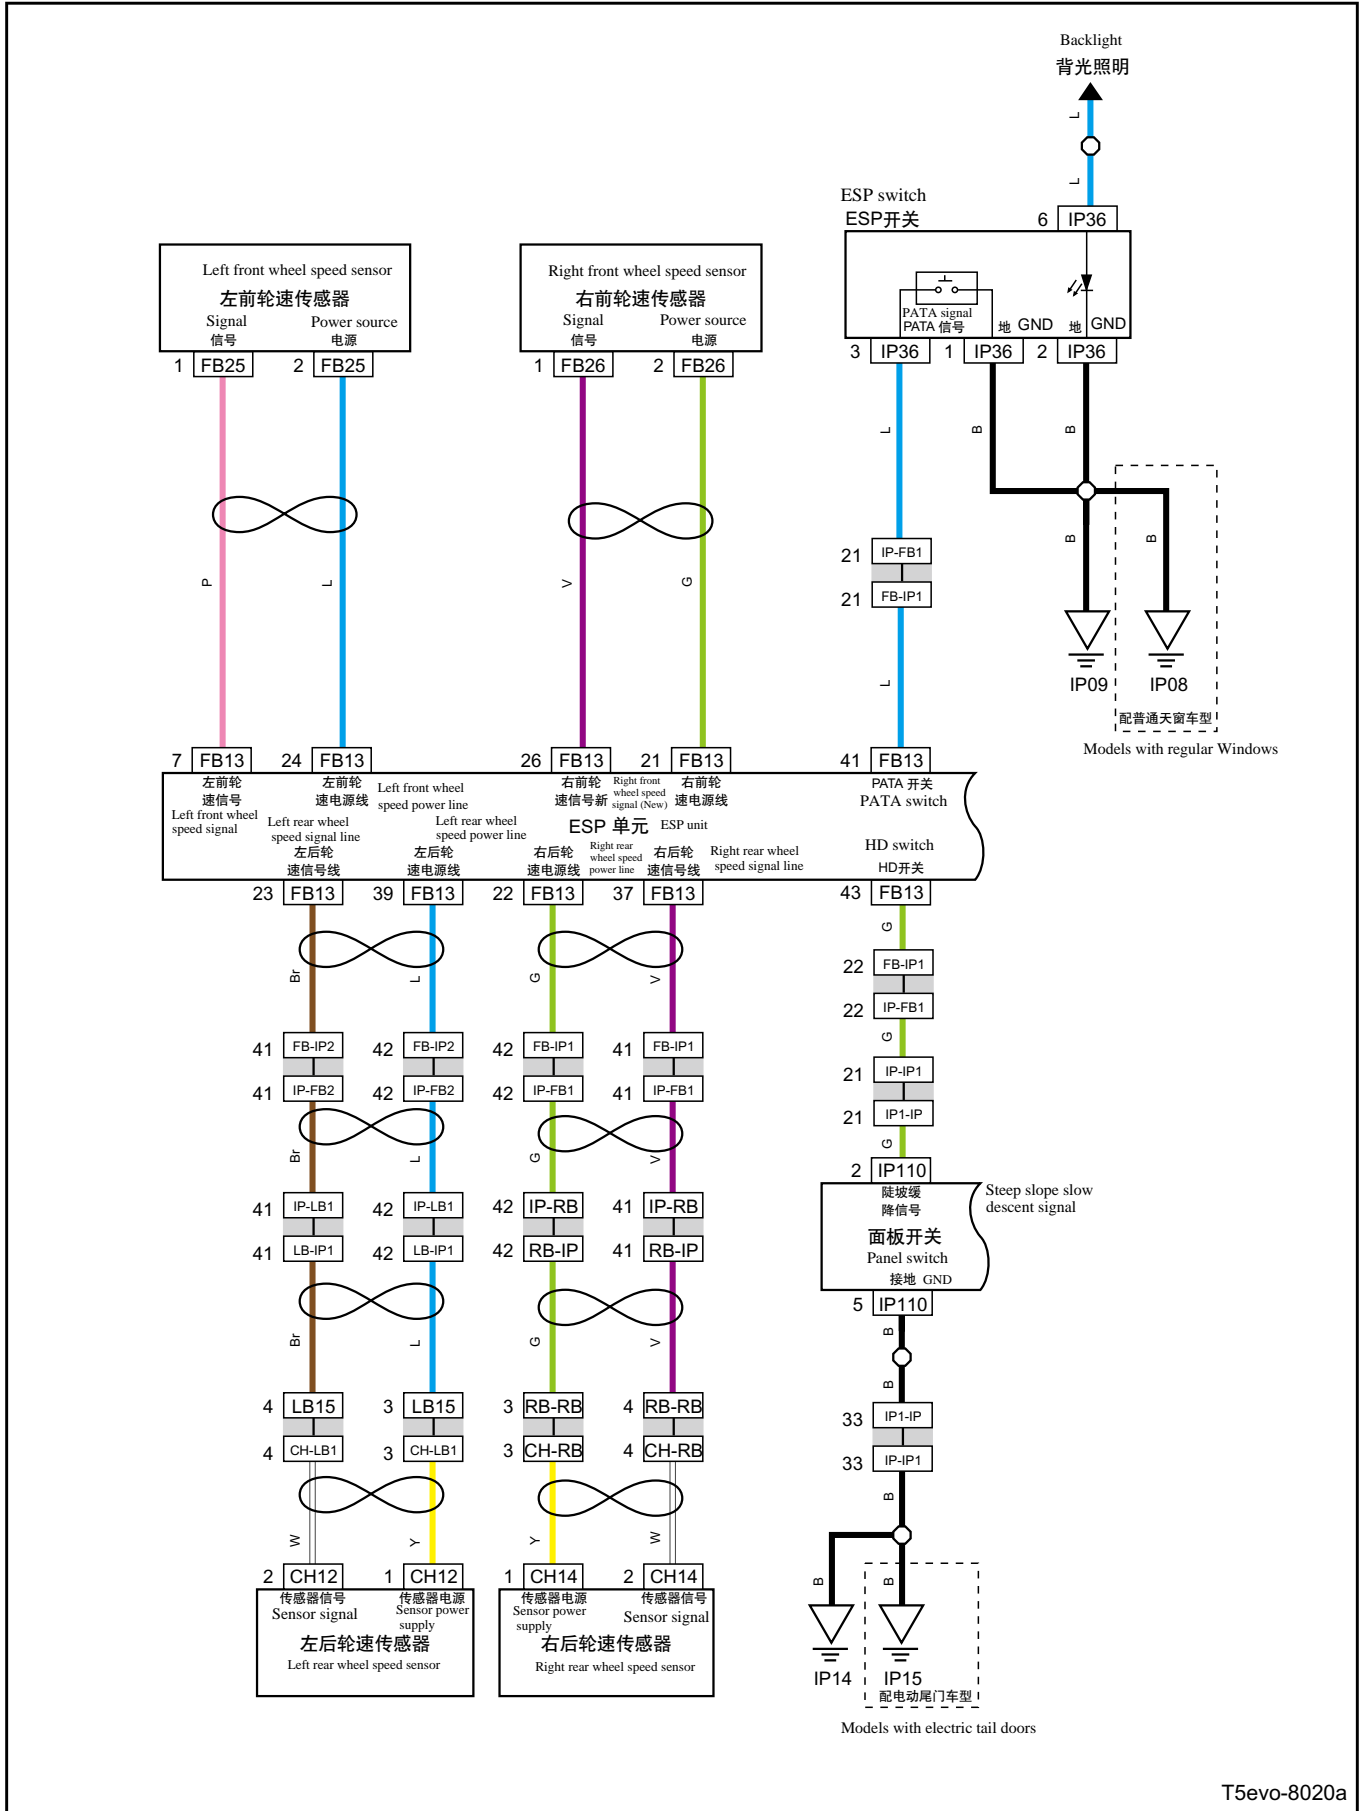 Backlight
背光照明
L
L
ESP switch
ESP开关
6 IP36
PATA signal
PATA 信号
地 GND
地 GND
3 IP36
1 IP36
2 IP36
Left front wheel speed sensor
左前轮速传感器
Signal
信号
Power source
电源
1 FB25
2 FB25
Right front wheel speed sensor
右前轮速传感器
Signal
信号
Power source
电源
1 FB26
2 FB26
L
B
B
P
L
V
G
21 IP-FB1
21 FB-IP1
B
B
L
IP09
IP08
配普通天窗车型
Models with regular Windows
7 FB13
24 FB13
26 FB13
21 FB13
41 FB13
左前轮
速信号
Left front wheel
speed signal
左前轮
速电源线
Left front wheel
speed power line
右前轮
速信号新
Right front
wheel speed
signal (New)
右前轮
速电源线
PATA 开关
PATA switch
ESP 单元 ESP unit
Left rear wheel
speed signal line
左后轮
速信号线
Left rear wheel
speed power line
左后轮
速电源线
右后轮
速电源线
Right rear
wheel speed
power line
右后轮
速信号线
Right rear wheel
speed signal line
HD switch
HD开关
23 FB13
39 FB13
22 FB13
37 FB13
43 FB13
Br
L
G
V
G
22 FB-IP1
22 IP-FB1
G
41 FB-IP2
41 IP-FB2
42 FB-IP2
42 IP-FB2
42 FB-IP1
42 IP-FB1
41 FB-IP1
41 IP-FB1
21 IP-IP1
21 IP1-IP
G
Br
L
G
V
2 IP110
陡坡缓
降信号
Steep slope slow
descent signal
面板开关
Panel switch
接地 GND
5 IP110
41 IP-LB1
41 LB-IP1
42 IP-LB1
42 LB-IP1
42 IP-RB
42 RB-IP
41 IP-RB
41 RB-IP
Br
L
G
V
B
B
4 LB15
4 CH-LB1
3 LB15
3 CH-LB1
3 RB-RB
3 CH-RB
4 RB-RB
4 CH-RB
33 IP1-IP
33 IP-IP1
B
W
Y
Y
W
B
B
2 CH12
1 CH12
1 CH14
2 CH14
传感器信号
Sensor signal
传感器电源
Sensor power
supply
左后轮速传感器
Left rear wheel speed sensor
传感器电源
Sensor power
supply
传感器信号
Sensor signal
右后轮速传感器
Right rear wheel speed sensor
IP14
IP15
配电动尾门车型
Models with electric tail doors
T5evo-8020a